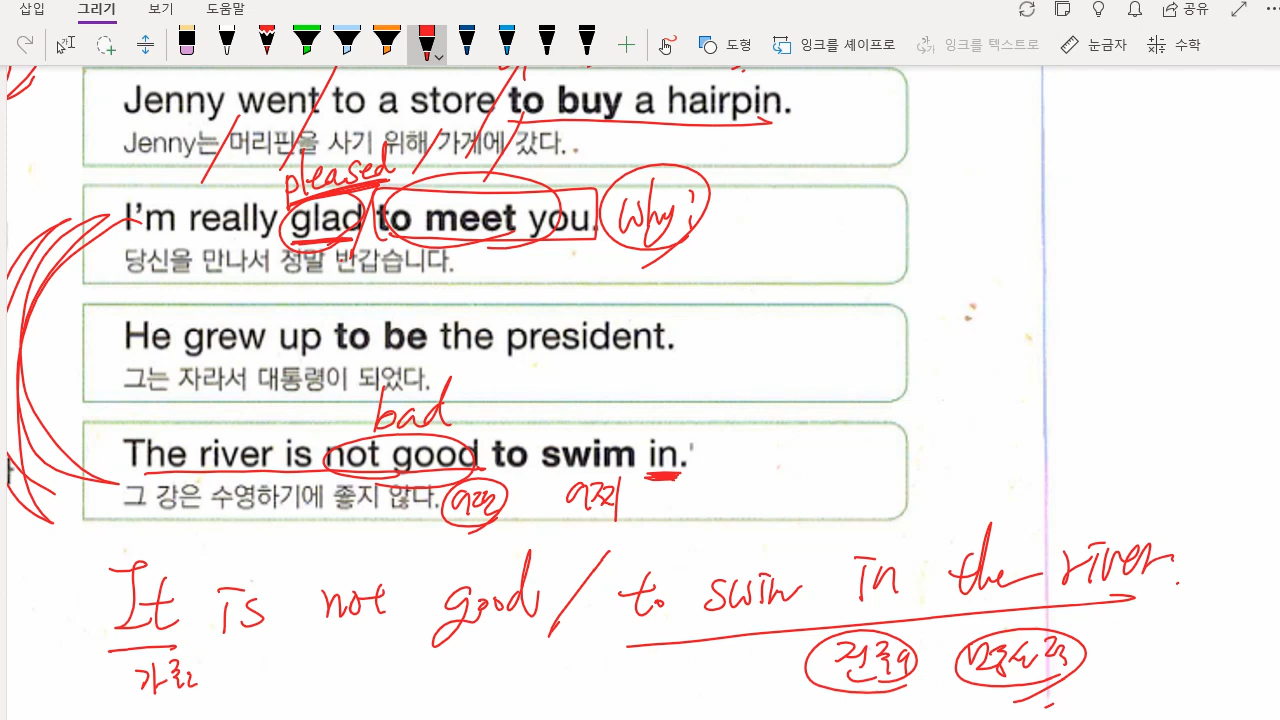 삽입 그리기 보기 도움말
공유
도형 잉크를 셰이프로 잉크를 텍스트로 눈금자 수학
Jenny went to a store to buy a hairpin.
Jenny는 머리핀을 사기 위해 가게에 갔다.
pleased
I'm really glad to meet you. Why?
당신을 만나서 정말 반갑습니다.
He grew up to be the president.
그는 자라서 대통령이 되었다.
bad
The river is not good to swim in.
그 강은 수영하기에 좋지 않다.
It is not good / to swim in the river.